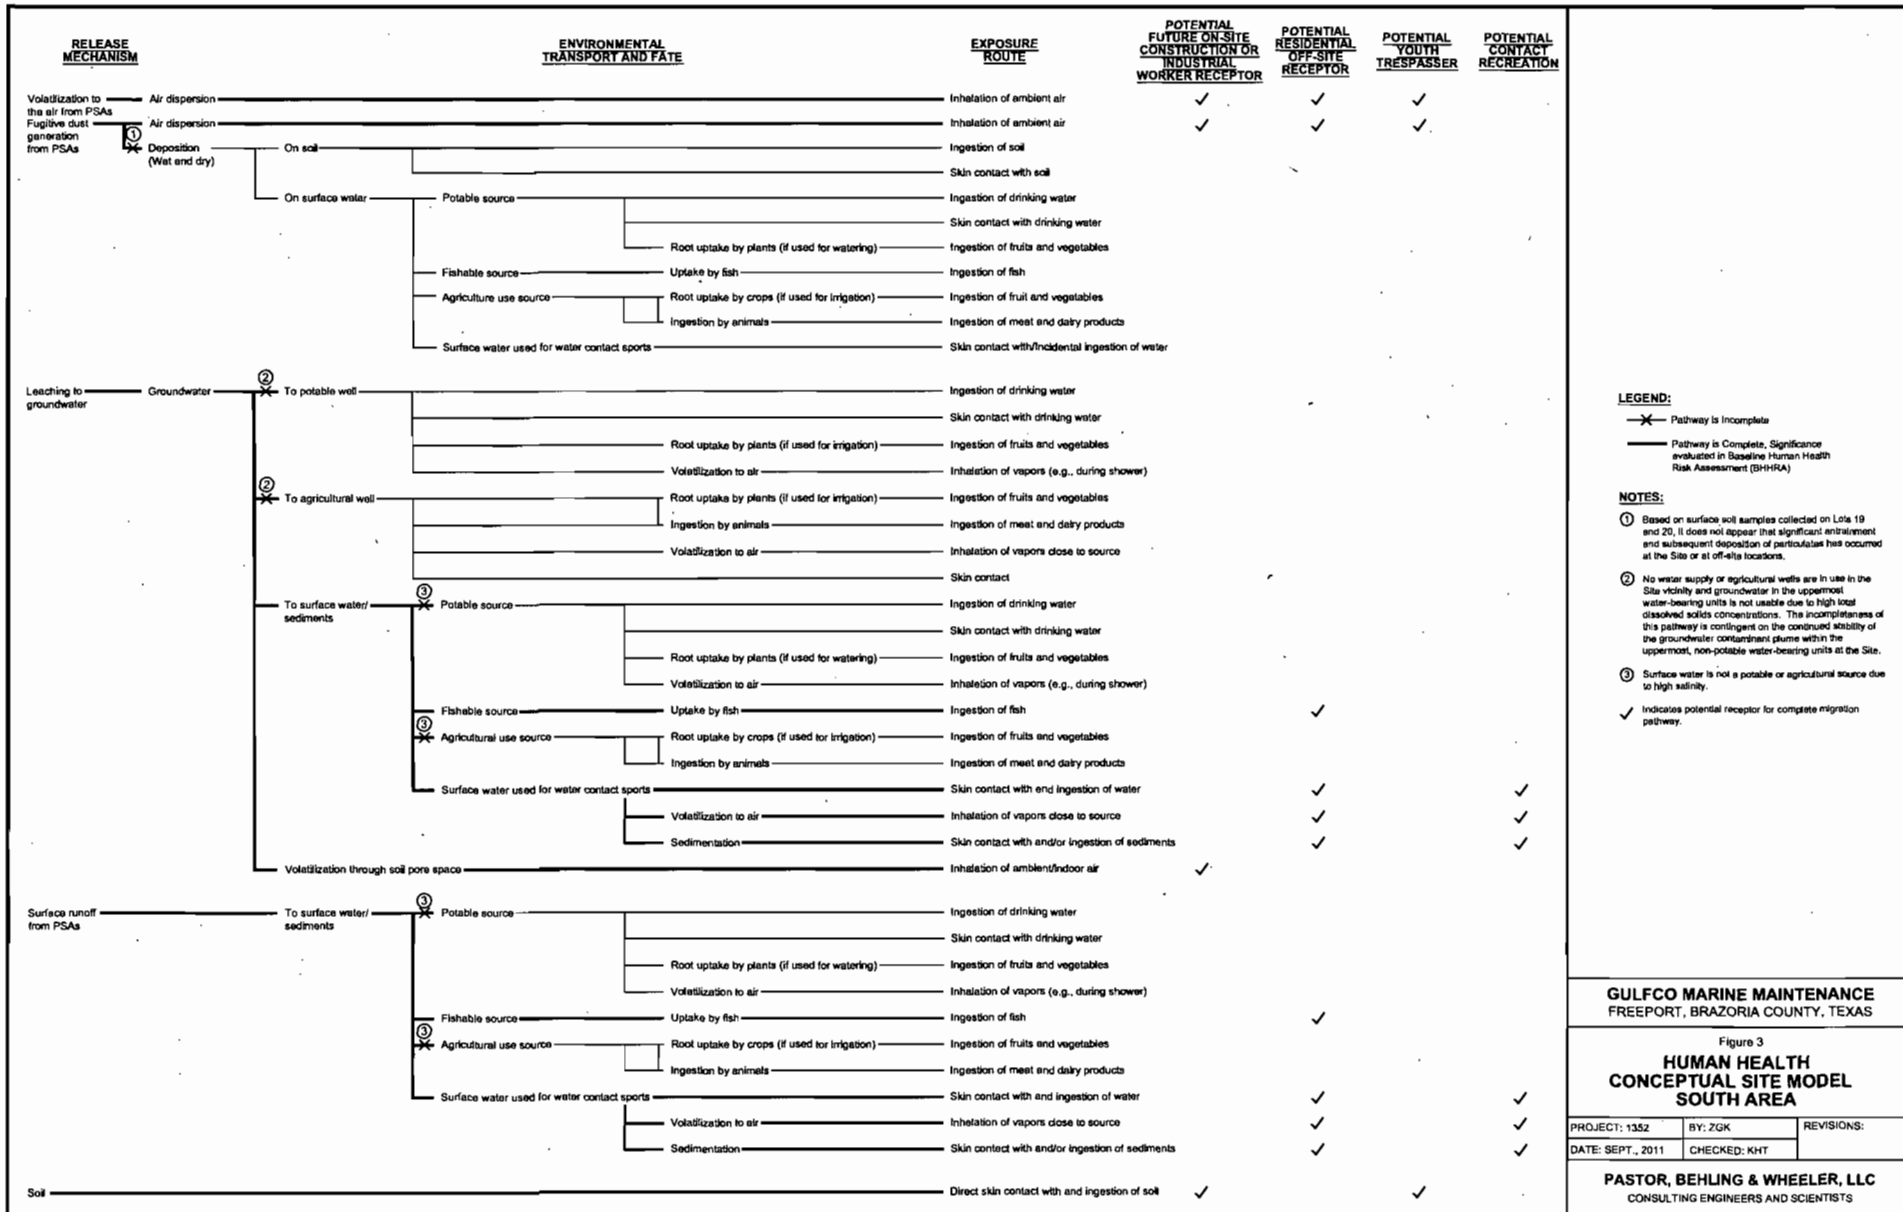 RELEASE
MECHANISM
ENVIRONMENTAL
TRANSPORT AND FATE
EXPOSURE
ROUTE
POTENTIAL
FUTURE ON-SITE
CONSTRUCTION OR
INDUSTRIAL
WORKER RECEPTOR
POTENTIAL
RESIDENTIAL
OFF-SITE
RECEPTOR
POTENTIAL
YOUTH
TRESPASSER
POTENTIAL
CONTACT
RECREATION
Volatilization to
the air from PSAs
Air dispersion
Inhalation of ambient air
✓ ✓ ✓
Fugitive dust
generation
from PSAs
Air dispersion
Inhalation of ambient air
✓ ✓ ✓
①
Deposition
(Wet and dry)
On soil
Ingestion of soil
Skin contact with soil
On surface water
Potable source
Ingestion of drinking water
Skin contact with drinking water
Root uptake by plants (if used for watering)
Ingestion of fruits and vegetables
Fishable source
Uptake by fish
Ingestion of fish
Agriculture use source
Root uptake by crops (if used for irrigation)
Ingestion of fruit and vegetables
Ingestion by animals
Ingestion of meat and dairy products
Surface water used for water contact sports
Skin contact with/incidental ingestion of water
Leaching to
groundwater
Groundwater
②
To potable well
Ingestion of drinking water
Skin contact with drinking water
Root uptake by plants (if used for irrigation)
Ingestion of fruits and vegetables
Volatilization to air
Inhalation of vapors (e.g., during shower)
②
To agricultural well
Root uptake by plants (if used for irrigation)
Ingestion of fruits and vegetables
Ingestion by animals
Ingestion of meat and dairy products
Volatilization to air
Inhalation of vapors close to source
Skin contact
To surface water/
sediments
③
Potable source
Ingestion of drinking water
Skin contact with drinking water
Root uptake by plants (if used for watering)
Ingestion of fruits and vegetables
Volatilization to air
Inhalation of vapors (e.g., during shower)
Fishable source
Uptake by fish
Ingestion of fish
✓
③
Agricultural use source
Root uptake by crops (if used for irrigation)
Ingestion of fruits and vegetables
Ingestion by animals
Ingestion of meat and dairy products
Surface water used for water contact sports
Skin contact with end ingestion of water
✓ ✓
Volatilization to air
Inhalation of vapors close to source
✓ ✓
Sedimentation
Skin contact with and/or ingestion of sediments
✓ ✓
Volatilization through soil pore space
Inhalation of ambient/indoor air
✓
Surface runoff
from PSAs
To surface water/
sediments
③
Potable source
Ingestion of drinking water
Skin contact with drinking water
Root uptake by plants (if used for watering)
Ingestion of fruits and vegetables
Volatilization to air
Inhalation of vapors (e.g., during shower)
Fishable source
Uptake by fish
Ingestion of fish
✓
③
Agricultural use source
Root uptake by crops (if used for irrigation)
Ingestion of fruits and vegetables
Ingestion by animals
Ingestion of meat and dairy products
Surface water used for water contact sports
Skin contact with and ingestion of water
✓ ✓
Volatilization to air
Inhalation of vapors close to source
✓ ✓
Sedimentation
Skin contact with and/or ingestion of sediments
✓ ✓
Soil
Direct skin contact with and ingestion of soil
✓ ✓
LEGEND:
Pathway is Incomplete
Pathway is Complete, Significance
evaluated in Baseline Human Health
Risk Assessment (BHHRA)
NOTES:
① Based on surface soil samples collected on Lots 19
and 20, it does not appear that significant entrainment
and subsequent deposition of particulates has occurred
at the Site or at off-site locations.
② No water supply or agricultural wells are in use in the
Site vicinity and groundwater in the uppermost
water-bearing units is not usable due to high total
dissolved solids concentrations. The incompleteness of
this pathway is contingent on the continued stability of
the groundwater contaminant plume within the
uppermost, non-potable water-bearing units at the Site.
③ Surface water is not a potable or agricultural source due
to high salinity.
✓ Indicates potential receptor for complete migration
pathway.
GULFCO MARINE MAINTENANCE
FREEPORT, BRAZORIA COUNTY, TEXAS
Figure 3
HUMAN HEALTH
CONCEPTUAL SITE MODEL
SOUTH AREA
PROJECT: 1352
BY: ZGK
REVISIONS:
DATE: SEPT., 2011
CHECKED: KHT
PASTOR, BEHLING & WHEELER, LLC
CONSULTING ENGINEERS AND SCIENTISTS